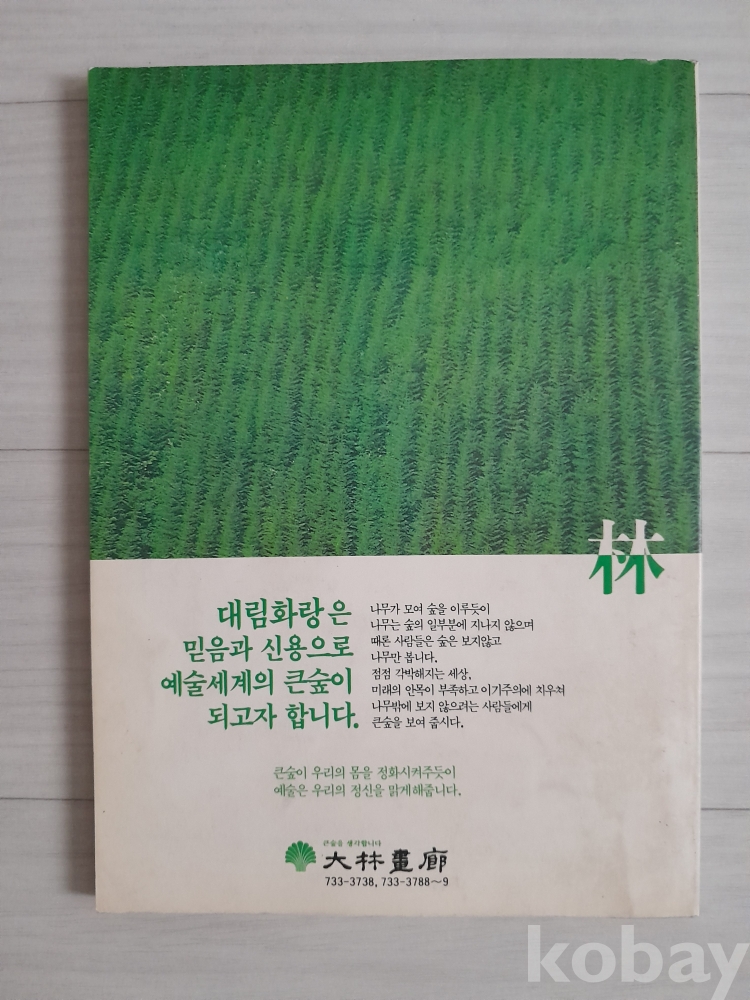 林
대림화랑은
믿음과 신용으로
예술세계의 큰숲이
되고자 합니다.
나무가 모여 숲을 이루듯이
나무는 숲의 일부분에 지나지 않으며
때론 사람들은 숲은 보지않고
나무만 봅니다.
점점 각박해지는 세상,
미래의 안목이 부족하고 이기주의에 치우쳐
나무밖에 보지 않으려는 사람들에게
큰숲을 보여 줍시다.
큰숲이 우리의 몸을 정화시켜주듯이
예술은 우리의 정신을 맑게해줍니다.
큰숲을 생각합니다
大林畫廊
733-3738, 733-3788~9
kobay